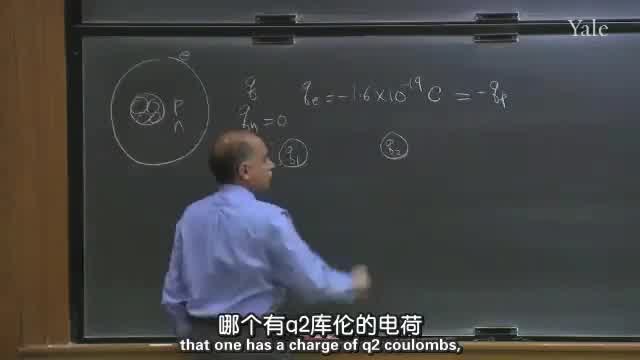 Yale
e
q q_e = -1.6 × 10^-19 C = -q_p
p
n q_n = 0
q_1 q_2
哪个有q2库伦的电荷
that one has a charge of q2 coulombs,